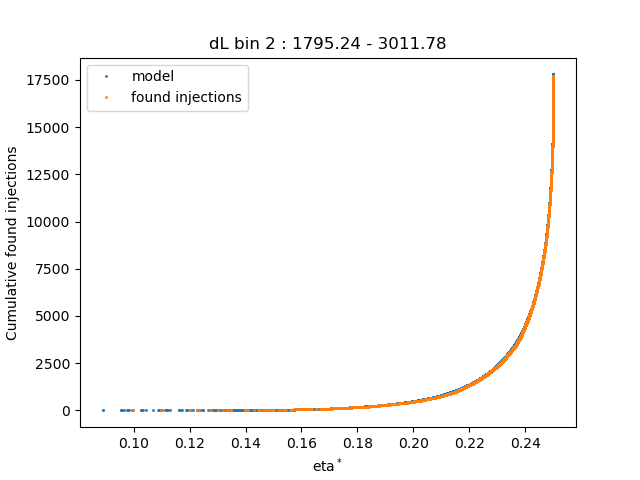 dL bin 2 : 1795.24 - 3011.78
model
found injections
17500
15000
12500
10000
7500
5000
2500
0
Cumulative found injections
0.10 0.12 0.14 0.16 0.18 0.20 0.22 0.24
eta*